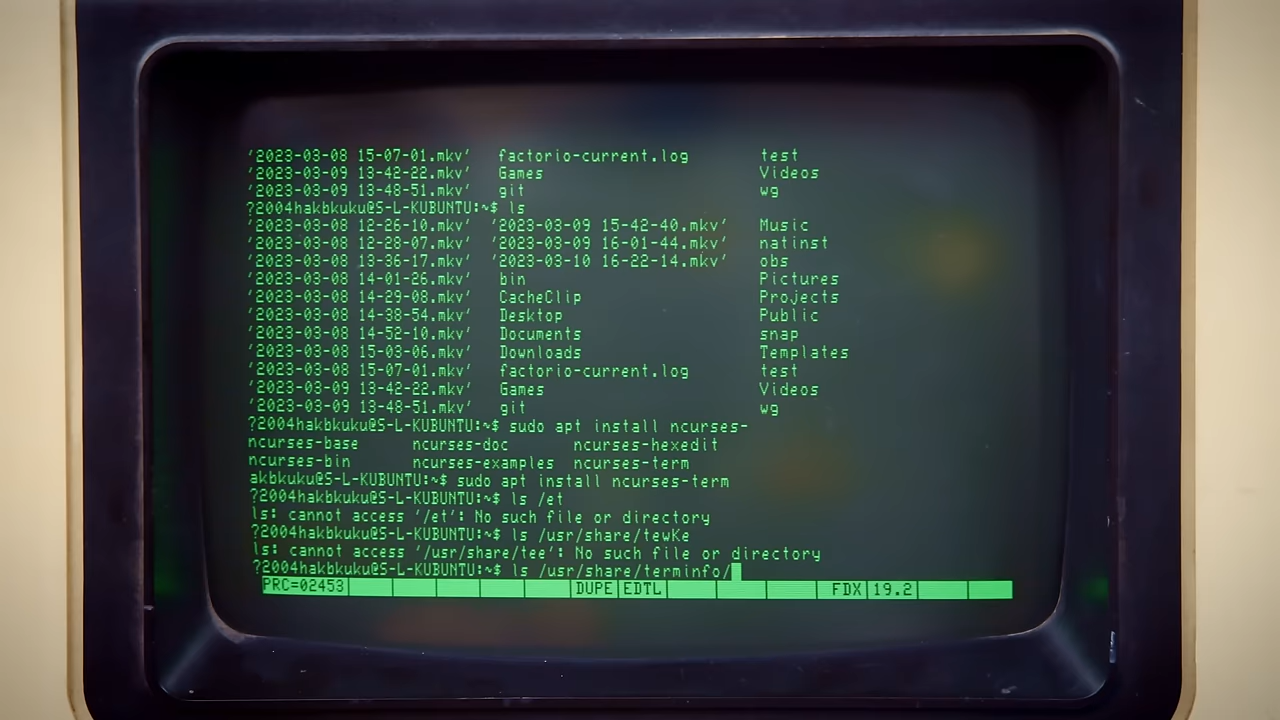 '2023-03-08 15-07-01.mkv' factorio-current.log test
'2023-03-09 13-42-22.mkv' Games Videos
'2023-03-09 13-48-51.mkv' git wg
?2004hakbkuku@S-L-KUBUNTU:~$ ls
'2023-03-08 12-26-10.mkv' '2023-03-09 15-42-40.mkv' Music
'2023-03-08 12-28-07.mkv' '2023-03-09 16-01-44.mkv' natinst
'2023-03-08 13-36-17.mkv' '2023-03-10 16-22-14.mkv' obs
'2023-03-08 14-01-26.mkv' bin Pictures
'2023-03-08 14-29-08.mkv' CacheClip Projects
'2023-03-08 14-38-54.mkv' Desktop Public
'2023-03-08 14-52-10.mkv' Documents snap
'2023-03-08 15-03-06.mkv' Downloads Templates
'2023-03-08 15-07-01.mkv' factorio-current.log test
'2023-03-09 13-42-22.mkv' Games Videos
'2023-03-09 13-48-51.mkv' git wg
?2004hakbkuku@S-L-KUBUNTU:~$ sudo apt install ncurses-
ncurses-base ncurses-doc ncurses-hexedit
ncurses-bin ncurses-examples ncurses-term
akbkuku@S-L-KUBUNTU:~$ sudo apt install ncurses-term
?2004hakbkuku@S-L-KUBUNTU:~$ ls /et
ls: cannot access '/et': No such file or directory
?2004hakbkuku@S-L-KUBUNTU:~$ ls /usr/share/tewKe
ls: cannot access '/usr/share/tee': No such file or directory
?2004hakbkuku@S-L-KUBUNTU:~$ ls /usr/share/terminfo/
PRC=02453 DUPE EDTL FDX 19.2